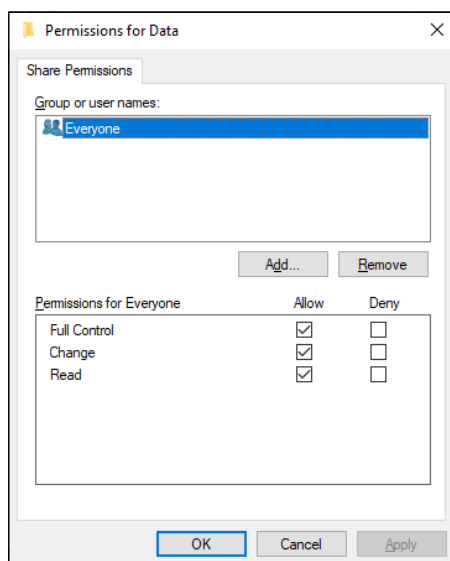 Permissions for Data
Share Permissions
Group or user names:
Everyone
Add... Remove
Permissions for Everyone Allow Deny
Full Control
Change
Read
OK Cancel Apply